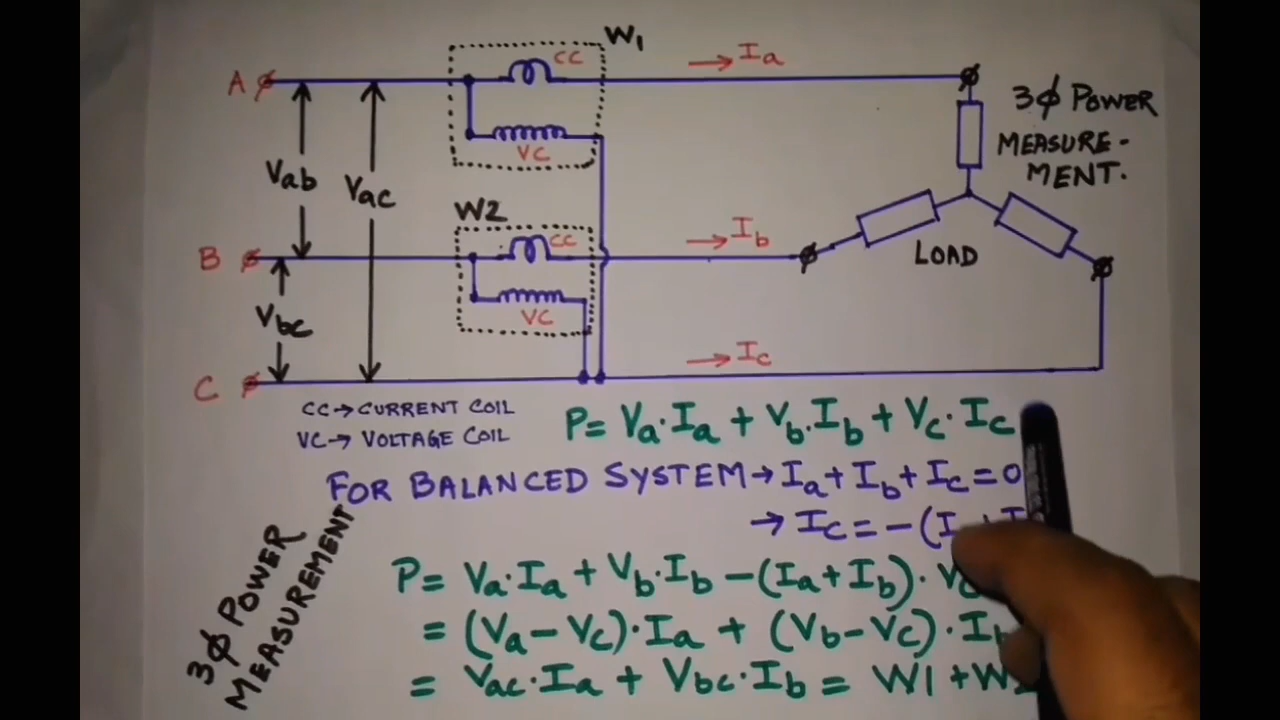 W1
A
CC
Ia
3Φ POWER
MEASURE-
MENT.
VC
Vab
Vac
W2
B
CC
Ib
LOAD
VC
Vbc
Ic
C
CC→CURRENT COIL
VC→VOLTAGE COIL
P= Va·Ia + Vb·Ib + Vc·Ic
FOR BALANCED SYSTEM→Ia+Ib+Ic=0
→ Ic=-(
P= Va·Ia + Vb·Ib -(Ia+Ib)·Vc
= (Va-Vc)·Ia + (Vb-Vc)·Ib
= Vac·Ia + Vbc·Ib = W1 +
3Φ POWER
MEASUREMENT